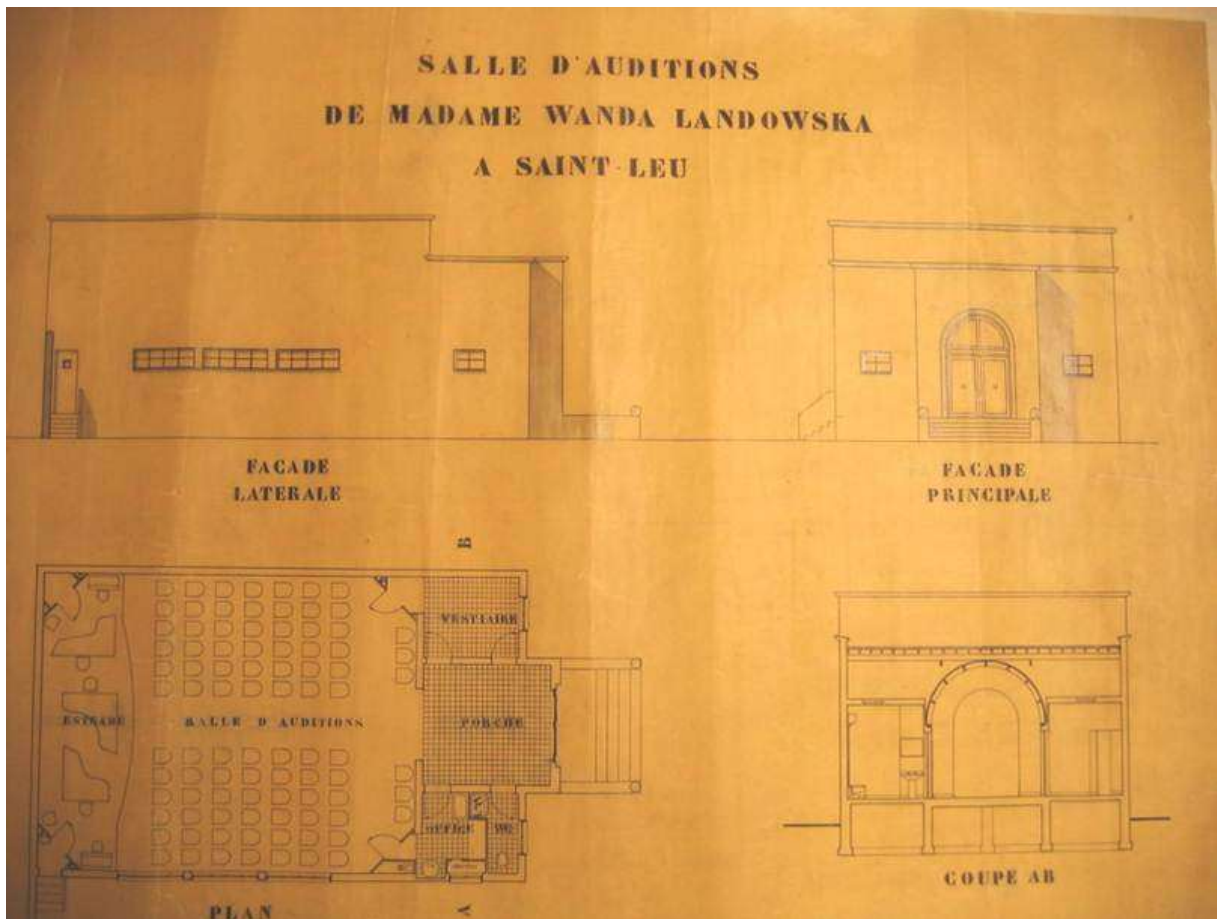 SALLE D'AUDITIONS
DE MADAME WANDA LANDOWSKA
A SAINT-LEU
FACADE
LATERALE
FACADE
PRINCIPALE
B
VESTIAIRE
ESTRADE
SALLE D AUDITIONS
PORCHE
OFFICE
WC
COUPE AB
PLAN
A